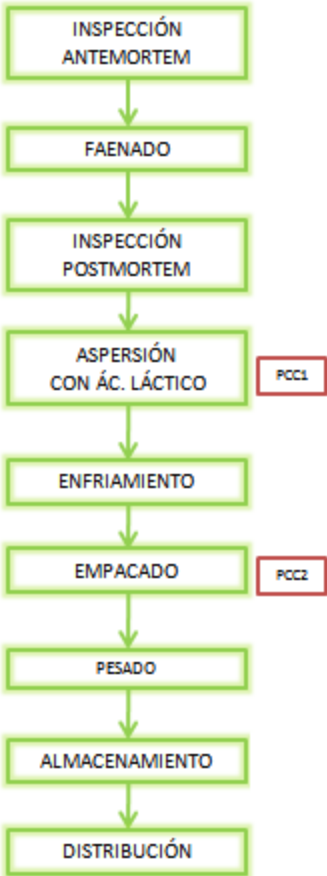 INSPECCIÓN
ANTEMORTEM
FAENADO
INSPECCIÓN
POSTMORTEM
ASPERSIÓN
CON ÁC. LÁCTICO
PCC1
ENFRIAMIENTO
EMPACADO
PCC2
PESADO
ALMACENAMIENTO
DISTRIBUCIÓN